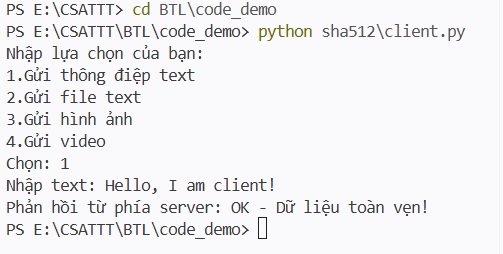 PS E:\CSATTT> cd BTL\code_demo
PS E:\CSATTT\BTL\code_demo> python sha512\client.py
Nhập lựa chọn của bạn:
1.Gửi thông điệp text
2.Gửi file text
3.Gửi hình ảnh
4.Gửi video
Chọn: 1
Nhập text: Hello, I am client!
Phản hồi từ phía server: OK - Dữ liệu toàn vẹn!
PS E:\CSATTT\BTL\code_demo>